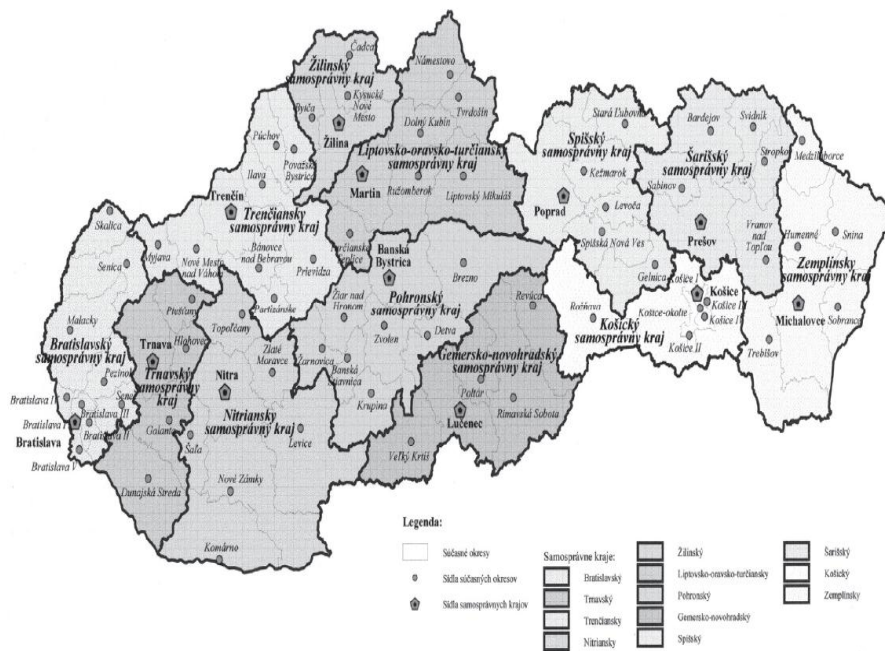 Čadca
Žilinský
samosprávny kraj
Kysucké
Nové
Mesto
Bytča
Žilina
Námestovo
Tvrdošín
Dolný Kubín
Liptovsko-oravsko-turčiansky
samosprávny kraj
Martin
Ružomberok
Liptovský Mikuláš
Turčianske
Teplice
Púchov
Považská
Bystrica
Ilava
Trenčín
Trenčiansky
samosprávny kraj
Myjava
Nové Mesto
nad Váhom
Bánovce
nad Bebravou
Prievidza
Partizánske
Stará Ľubovňa
Spišský
samosprávny kraj
Kežmarok
Poprad
Levoča
Spišská Nová Ves
Gelnica
Bardejov
Svidník
Stropkov
Šarišský
samosprávny kraj
Sabinov
Prešov
Vranov
nad
Topľou
Medzilaborce
Humenné
Snina
Zemplínsky
samosprávny kraj
Michalovce
Sobrance
Trebišov
Košice I
Košice
Košice III
Košice IV
Košice-okolie
Košice II
Rožňava
Košický
samosprávny kraj
Skalica
Senica
Malacky
Bratislavský
samosprávny kraj
Pezinok
Senec
Bratislava III
Bratislava I
Bratislava II
Bratislava
Bratislava V
Piešťany
Hlohovec
Trnava
Trnavský
samosprávny
kraj
Galanta
Dunajská Streda
Topoľčany
Zlaté
Moravce
Nitra
Nitriansky
samosprávny kraj
Šaľa
Levice
Nové Zámky
Komárno
Banská
Bystrica
Brezno
Žiar nad
Hronom
Pohronský
samosprávny kraj
Zvolen
Detva
Žarnovica
Banská
Štiavnica
Krupina
Revúca
Gemersko-novohradský
samosprávny kraj
Poltár
Rimavská Sobota
Lučenec
Veľký Krtíš
Legenda:
Súčasné okresy
Sídla súčasných okresov
Sídla samosprávnych krajov
Samosprávne kraje:
Bratislavský
Trnavský
Trenčiansky
Nitriansky
Žilinský
Liptovsko-oravsko-turčiansky
Pohronský
Gemersko-novohradský
Spišský
Šarišský
Košický
Zemplínsky